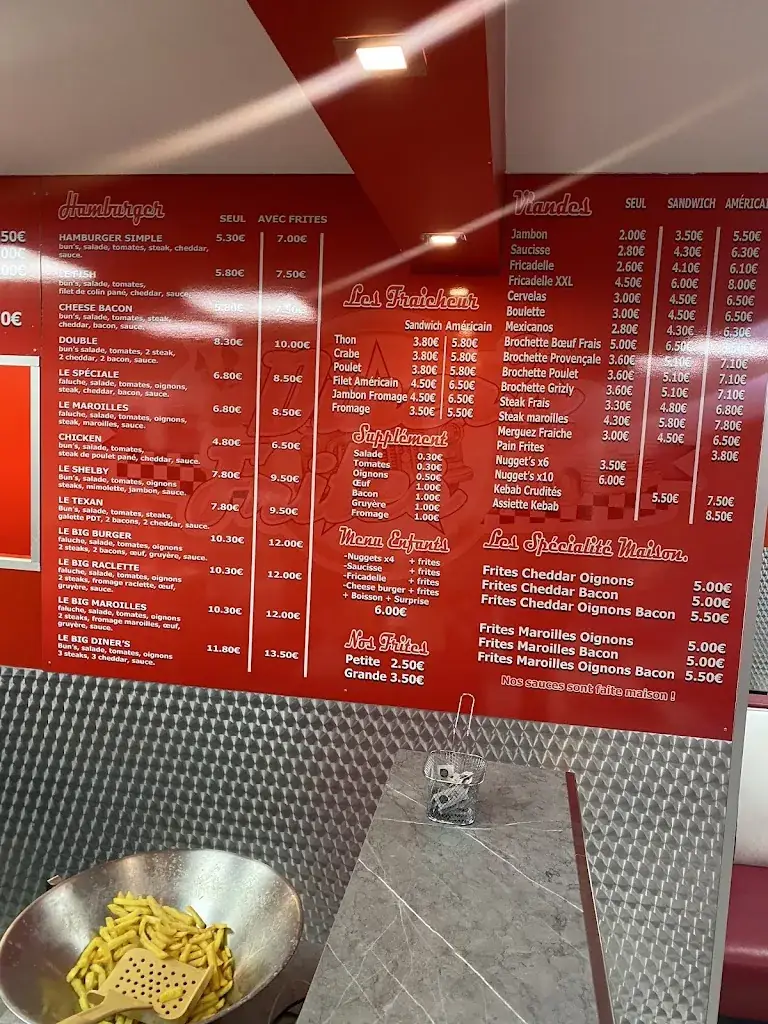 50€
00€
00€
0€
Hamburger SEUL AVEC FRITES
HAMBURGER SIMPLE 5.30€ 7.00€
bun's, salade, tomates, steak, cheddar,
sauce.
LE FISH 5.80€ 7.50€
bun's, salade, tomates,
filet de colin pané, cheddar, sauce.
CHEESE BACON
bun's, salade, tomates, steak,
cheddar, bacon, sauce.
DOUBLE 8.30€ 10.00€
bun's salade, tomates, 2 steak,
2 cheddar, 2 bacon, sauce.
LE SPÉCIALE 6.80€ 8.50€
faluche, salade, tomates, oignons,
steak, cheddar, bacon, sauce.
LE MAROILLES 6.80€ 8.50€
faluche, salade, tomates, oignons,
steak, maroilles, sauce.
CHICKEN 4.80€ 6.50€
bun's, salade, tomates,
steak de poulet pané, cheddar, sauce.
LE SHELBY 7.80€ 9.50€
Bun's, salade, tomates, oignons
steaks, mimolette, jambon, sauce.
LE TEXAN 7.80€ 9.50€
bun's, salade, tomates, steaks,
galette PDT, 2 bacons, 2 cheddar, sauce.
LE BIG BURGER 10.30€ 12.00€
faluche, salade, tomates, oignons
2 steaks, 2 bacons, œuf, gruyère, sauce.
LE BIG RACLETTE 10.30€ 12.00€
faluche, salade, tomates, oignons
2 steaks, fromage raclette, œuf,
gruyère, sauce.
LE BIG MAROILLES 10.30€ 12.00€
faluche, salade, tomates, oignons
2 steaks, fromage maroilles, œuf,
gruyère, sauce.
LE BIG DINER'S 11.80€ 13.50€
Bun's, salade, tomates, oignons
3 steaks, 3 cheddar, sauce.
Les Fraîcheur
Sandwich Américain
Thon 3.80€ 5.80€
Crabe 3.80€ 5.80€
Poulet 3.80€ 5.80€
Filet Américain 4.50€ 6.50€
Jambon Fromage 4.50€ 6.50€
Fromage 3.50€ 5.50€
Supplément
Salade 0.30€
Tomates 0.30€
Oignons 0.50€
Œuf 1.00€
Bacon 1.00€
Gruyère 1.00€
Fromage 1.00€
Menu Enfants
-Nuggets x4 + frites
-Saucisse + frites
-Fricadelle + frites
-Cheese burger + frites
+ Boisson + Surprise
6.00€
Nos Frites
Petite 2.50€
Grande 3.50€
Viandes SEUL SANDWICH AMÉRICAI
Jambon 2.00€ 3.50€ 5.50€
Saucisse 2.80€ 4.30€ 6.30€
Fricadelle 2.60€ 4.10€ 6.10€
Fricadelle XXL 4.50€ 6.00€ 8.00€
Cervelas 3.00€ 4.50€ 6.50€
Boulette 3.00€ 4.50€ 6.50€
Mexicanos 2.80€ 4.30€ 6.30€
Brochette Bœuf Frais 5.00€ 6.50€
Brochette Provençale 3.60€ 5.10€ 7.10€
Brochette Poulet 3.60€ 5.10€ 7.10€
Brochette Grizly 3.60€ 5.10€ 7.10€
Steak Frais 3.30€ 4.80€ 6.80€
Steak maroilles 4.30€ 5.80€ 7.80€
Merguez Fraiche 3.00€ 4.50€ 6.50€
Pain Frites 3.80€
Nugget's x6 3.50€
Nugget's x10 6.00€
Kebab Crudités 5.50€ 7.50€
Assiette Kebab 8.50€
Les Spécialité Maison.
Frites Cheddar Oignons 5.00€
Frites Cheddar Bacon 5.00€
Frites Cheddar Oignons Bacon 5.50€
Frites Maroilles Oignons 5.00€
Frites Maroilles Bacon 5.00€
Frites Maroilles Oignons Bacon 5.50€
Nos sauces sont faite maison !